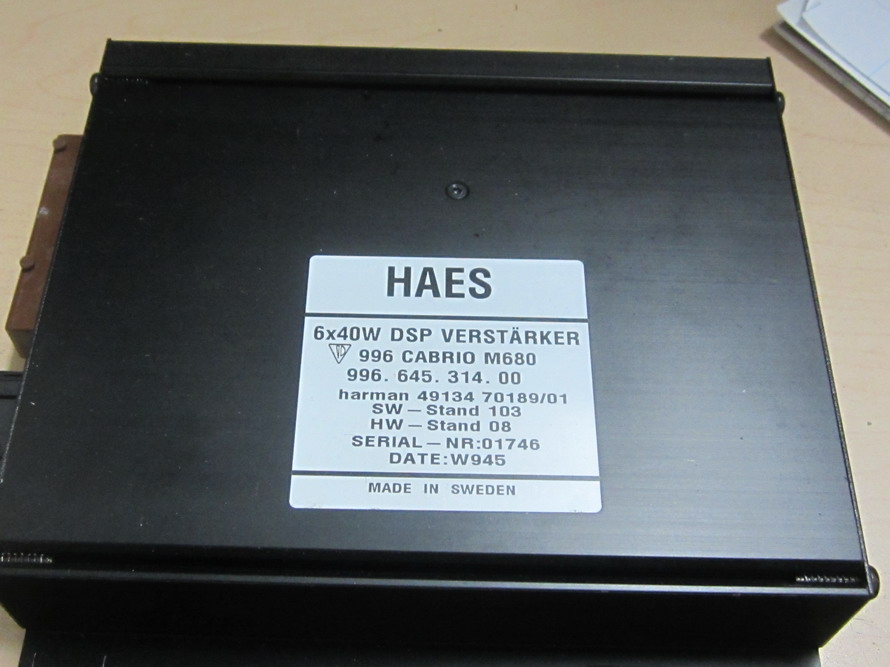 HAES
6x40W DSP VERSTÄRKER
996 CABRIO M680
996. 645. 314. 00
harman 49134 70189/01
SW – Stand 103
HW – Stand 08
SERIAL – NR:01746
DATE:W945
MADE IN SWEDEN